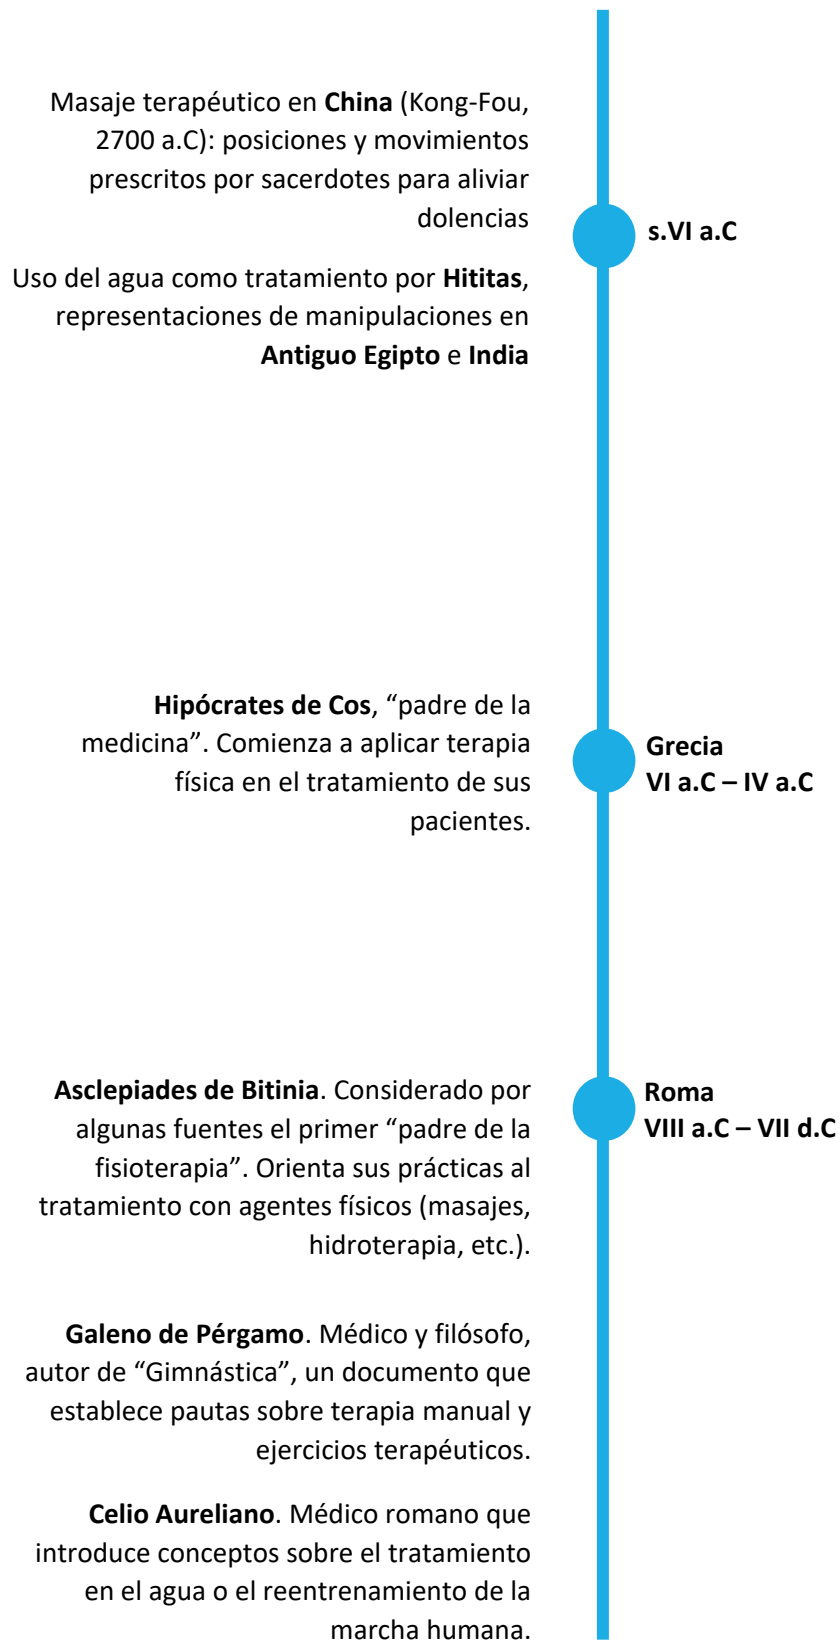 Masaje terapéutico en China (Kong-Fou,
2700 a.C): posiciones y movimientos
prescritos por sacerdotes para aliviar
dolencias
s.VI a.C
Uso del agua como tratamiento por Hititas,
representaciones de manipulaciones en
Antiguo Egipto e India
Hipócrates de Cos, “padre de la
medicina”. Comienza a aplicar terapia
física en el tratamiento de sus
pacientes.
Grecia
VI a.C – IV a.C
Asclepiades de Bitinia. Considerado por
algunas fuentes el primer “padre de la
fisioterapia”. Orienta sus prácticas al
tratamiento con agentes físicos (masajes,
hidroterapia, etc.).
Roma
VIII a.C – VII d.C
Galeno de Pérgamo. Médico y filósofo,
autor de “Gimnástica”, un documento que
establece pautas sobre terapia manual y
ejercicios terapéuticos.
Celio Aureliano. Médico romano que
introduce conceptos sobre el tratamiento
en el agua o el reentrenamiento de la
marcha humana.